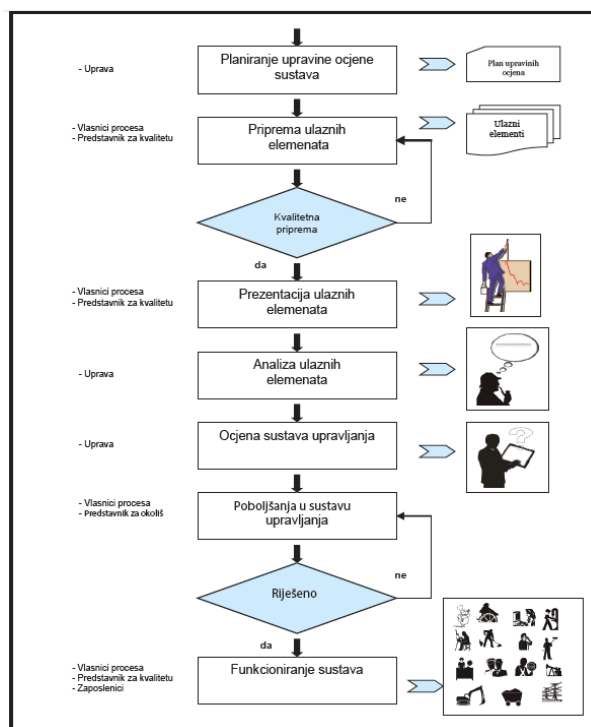 - Uprava
Planiranje upravine ocjene
sustava
Plan upravinih
ocjena
- Vlasnici procesa
- Predstavnik za kvalitetu
Priprema ulaznih
elemenata
Ulazni
elementi
ne
Kvalitetna
priprema
da
- Vlasnici procesa
- Predstavnik za kvalitetu
Prezentacija ulaznih
elemenata
- Uprava
Analiza ulaznih
elemenata
- Uprava
Ocjena sustava upravljanja
- Vlasnici procesa
- Predstavnik za okoliš
Poboljšanja u sustavu
upravljanja
ne
Riješeno
da
- Vlasnici procesa
- Predstavnik za kvalitetu
- Zaposlenici
Funkcioniranje sustava